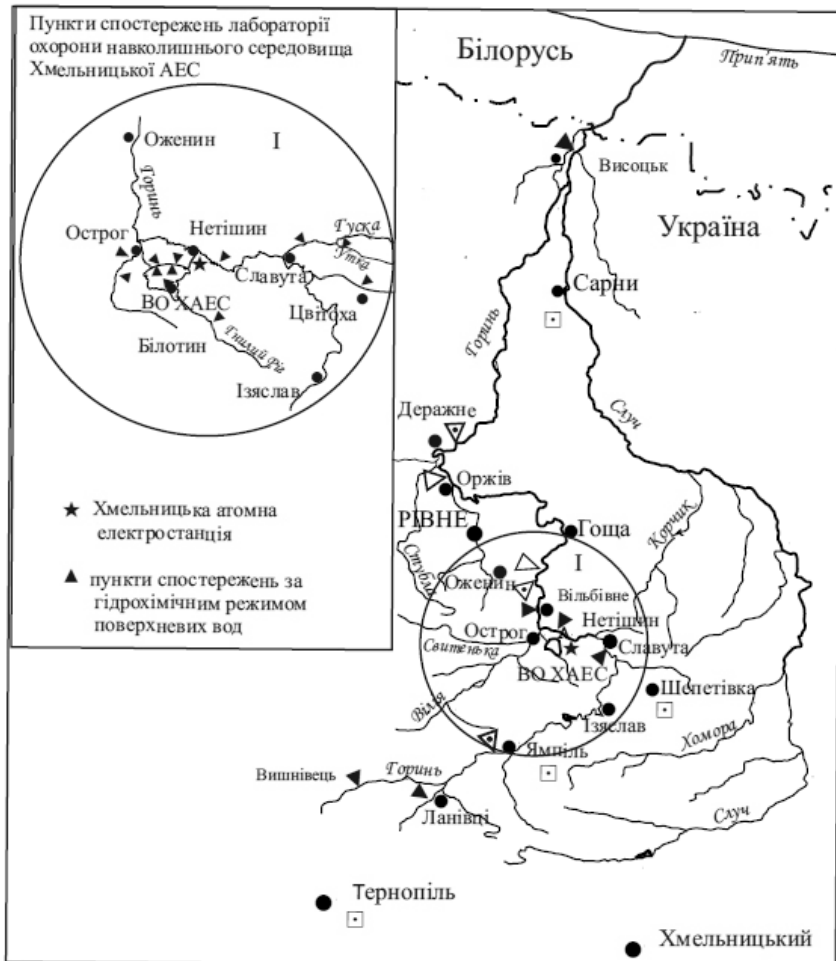 Пункти спостережень лабораторії
охорони навколишнього середовища
Хмельницької АЕС
I
Оженин
Горинь
Острог
Нетішин
Гуска
Утка
Славута
ВО ХАЕС
Цвітоха
Білотин
Гнилий Ріг
Ізяслав
Хмельницька атомна
електростанція
пункти спостережень за
гідрохімічним режимом
поверхневих вод
Білорусь
Прип'ять
Висоцьк
Україна
Сарни
Горинь
Случ
Деражне
Оржів
РІВНЕ
Гоща
Корчик
I
Стубла
Оженин
Вільбівне
Нетішин
Острог
Славута
Свитенька
ВО ХАЕС
Шепетівка
Вілія
Ізяслав
Хомора
Ямпіль
Вишнівець
Горинь
Ланівці
Случ
Тернопіль
Хмельницький